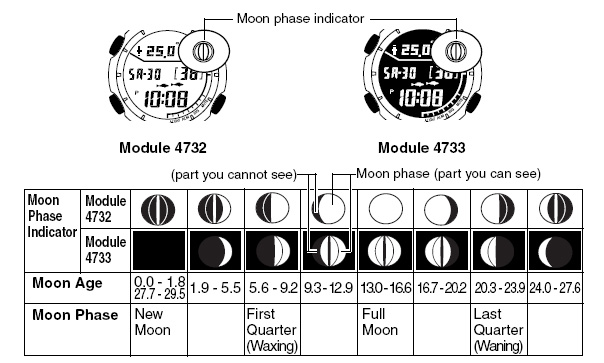 Moon phase indicator
25.0
SA-30 [38]
P 10:08
25.0
SA-30 [38]
P 10:08
Module 4732
Module 4733
(part you cannot see)
Moon phase (part you can see)
Moon Phase Indicator
Module 4732
Module 4733
Moon Age
0.0 - 1.8
27.7 - 29.5
1.9 - 5.5
5.6 - 9.2
9.3 - 12.9
13.0 - 16.6
16.7 - 20.2
20.3 - 23.9
24.0 - 27.6
Moon Phase
New Moon
First Quarter (Waxing)
Full Moon
Last Quarter (Waning)